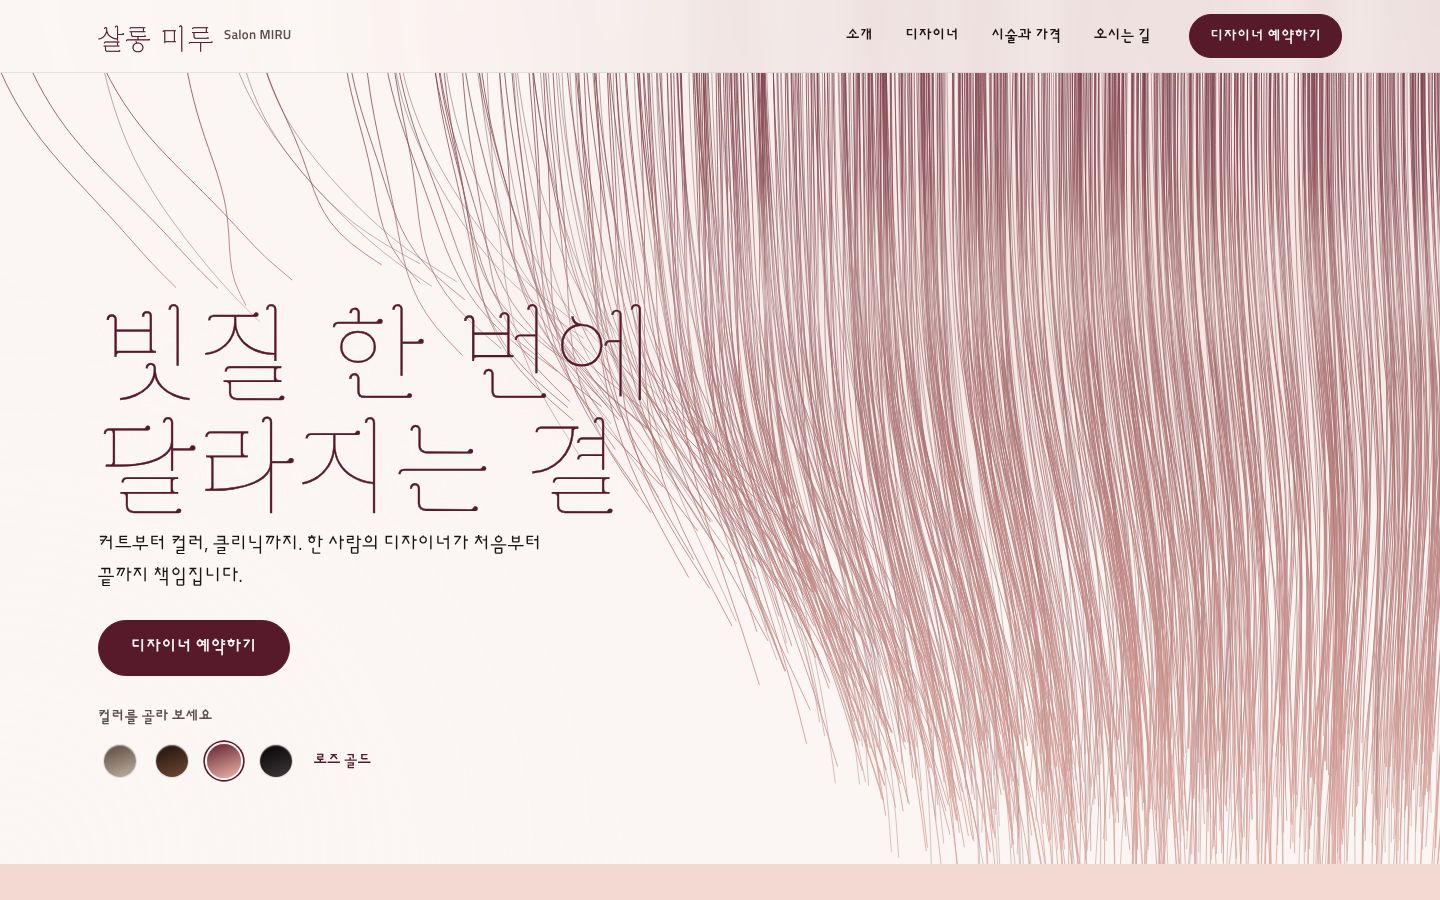 살롱 미루 Salon MIRU 소개 디자이너 시술과 가격 오시는 길 디자이너 예약하기
빗질 한 번에
달라지는 결
커트부터 컬러, 클리닉까지. 한 사람의 디자이너가 처음부터
끝까지 책임집니다.
디자이너 예약하기
컬러를 골라 보세요
로즈 골드